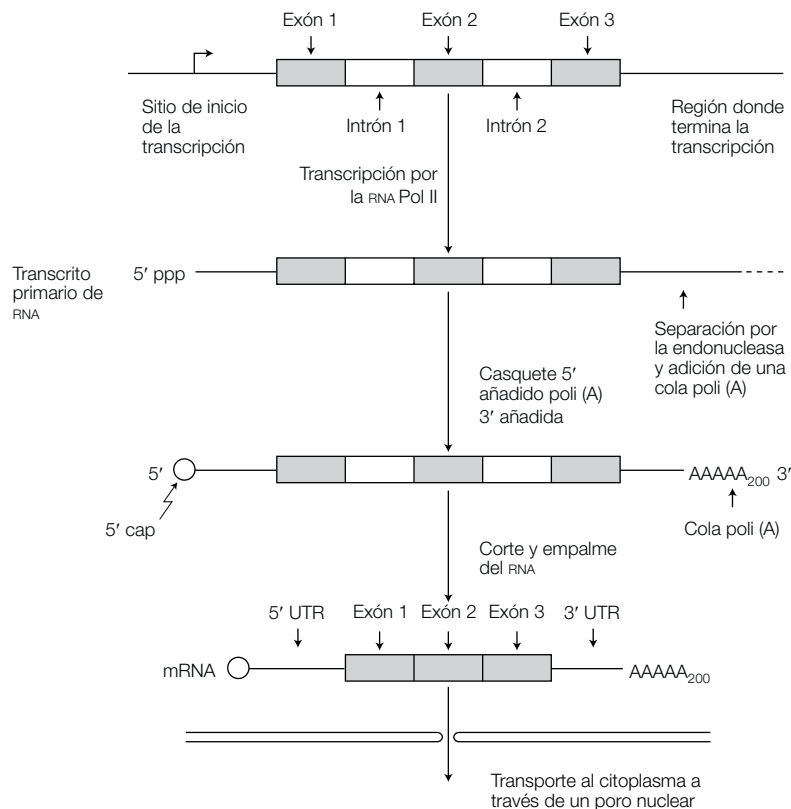 Exón 1
Exón 2
Exón 3
Sitio de inicio
de la
transcripción
Intrón 1
Intrón 2
Región donde
termina la
transcripción
Transcripción por
la RNA Pol II
Transcrito
primario de
RNA
5′ ppp
Separación por
la endonucleasa
y adición de una
cola poli (A)
Casquete 5′
añadido poli (A)
3′ añadida
5′
AAAAA200 3′
5′ cap
Cola poli (A)
Corte y empalme
del RNA
5′ UTR
Exón 1
Exón 2
Exón 3
3′ UTR
mRNA
AAAAA200
Transporte al citoplasma a
través de un poro nuclear